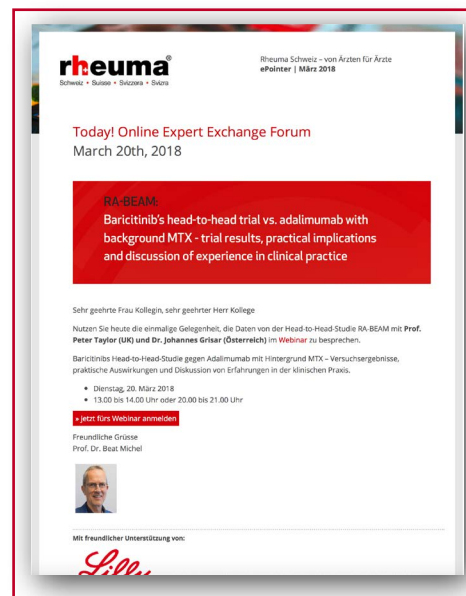 rheuma®
Schweiz • Suisse • Svizzera • Svizra
Rheuma Schweiz – von Ärzten für Ärzte
ePointer | März 2018
Today! Online Expert Exchange Forum
March 20th, 2018
RA-BEAM:
Baricitinib's head-to-head trial vs. adalimumab with
background MTX - trial results, practical implications
and discussion of experience in clinical practice
Sehr geehrte Frau Kollegin, sehr geehrter Herr Kollege
Nutzen Sie heute die einmalige Gelegenheit, die Daten von der Head-to-Head-Studie RA-BEAM mit Prof.
Peter Taylor (UK) und Dr. Johannes Grisar (Österreich) im Webinar zu besprechen.
Baricitinibs Head-to-Head-Studie gegen Adalimumab mit Hintergrund MTX – Versuchsergebnisse,
praktische Auswirkungen und Diskussion von Erfahrungen in der klinischen Praxis.
• Dienstag, 20. März 2018
• 13.00 bis 14.00 Uhr oder 20.00 bis 21.00 Uhr
» Jetzt fürs Webinar anmelden
Freundliche Grüsse
Prof. Dr. Beat Michel
Mit freundlicher Unterstützung von:
Lilly